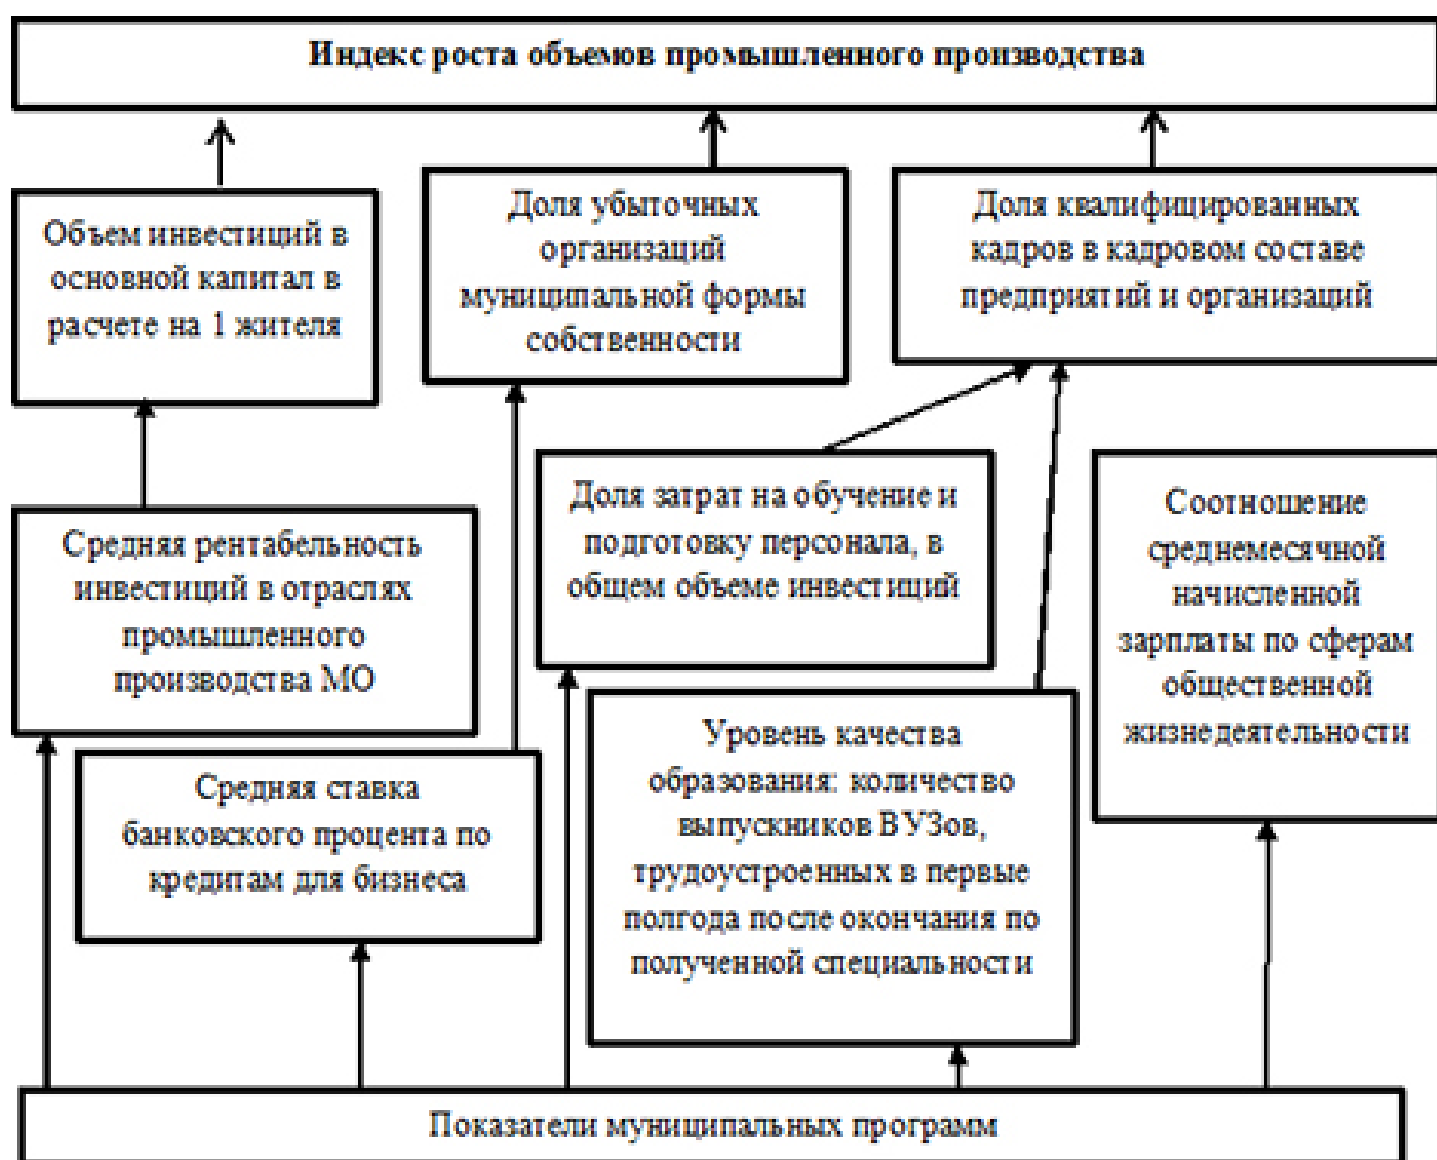 Индекс роста объемов промышленного производства
Объем инвестиций в
основной капитал в
расчете на 1 жителя
Доля убыточных
организаций
муниципальной формы
собственности
Доля квалифицированных
кадров в кадровом составе
предприятий и организаций
Средняя рентабельность
инвестиций в отраслях
промышленного
производства МО
Доля затрат на обучение и
подготовку персонала, в
общем объеме инвестиций
Соотношение
среднемесячной
начисленной
зарплаты по сферам
общественной
жизнедеятельности
Средняя ставка
банковского процента по
кредитам для бизнеса
Уровень качества
образования: количество
выпускников ВУЗов,
трудоустроенных в первые
полгода после окончания по
полученной специальности
Показатели муниципальных программ